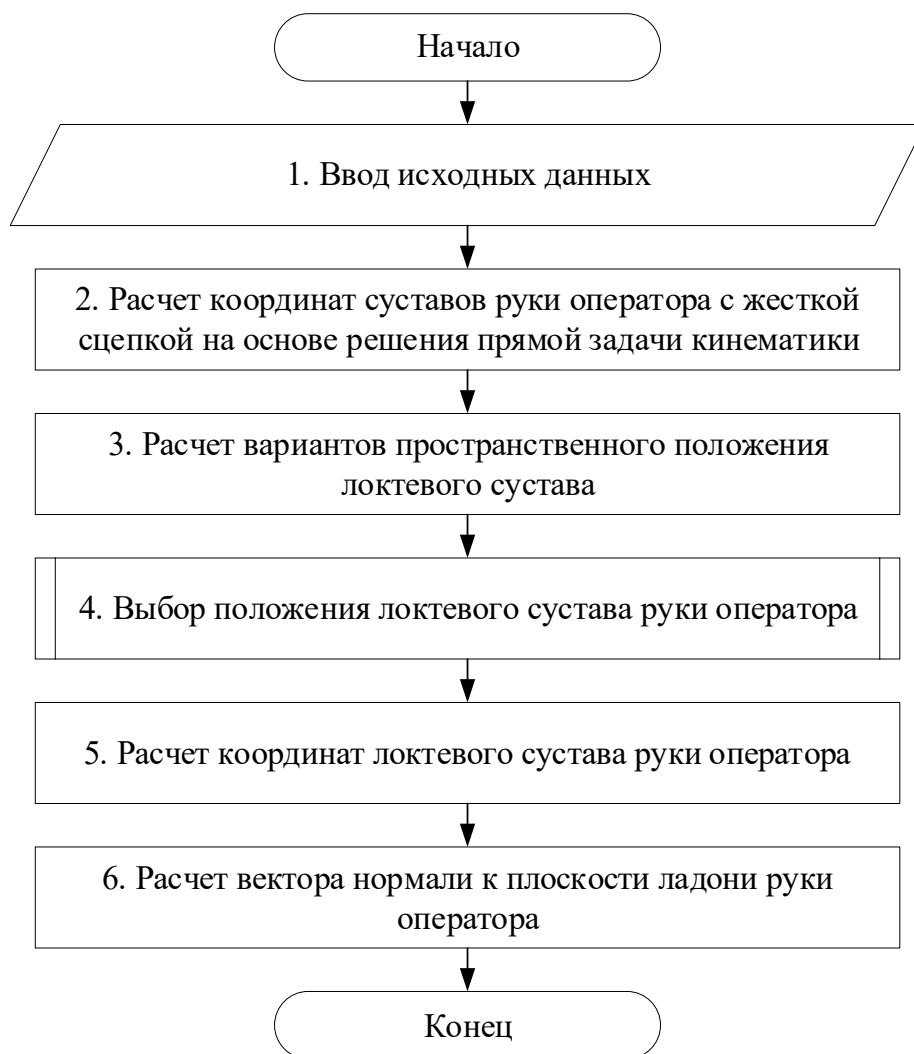 Начало
1. Ввод исходных данных
2. Расчет координат суставов руки оператора с жесткой
сцепкой на основе решения прямой задачи кинематики
3. Расчет вариантов пространственного положения
локтевого сустава
4. Выбор положения локтевого сустава руки оператора
5. Расчет координат локтевого сустава руки оператора
6. Расчет вектора нормали к плоскости ладони руки
оператора
Конец